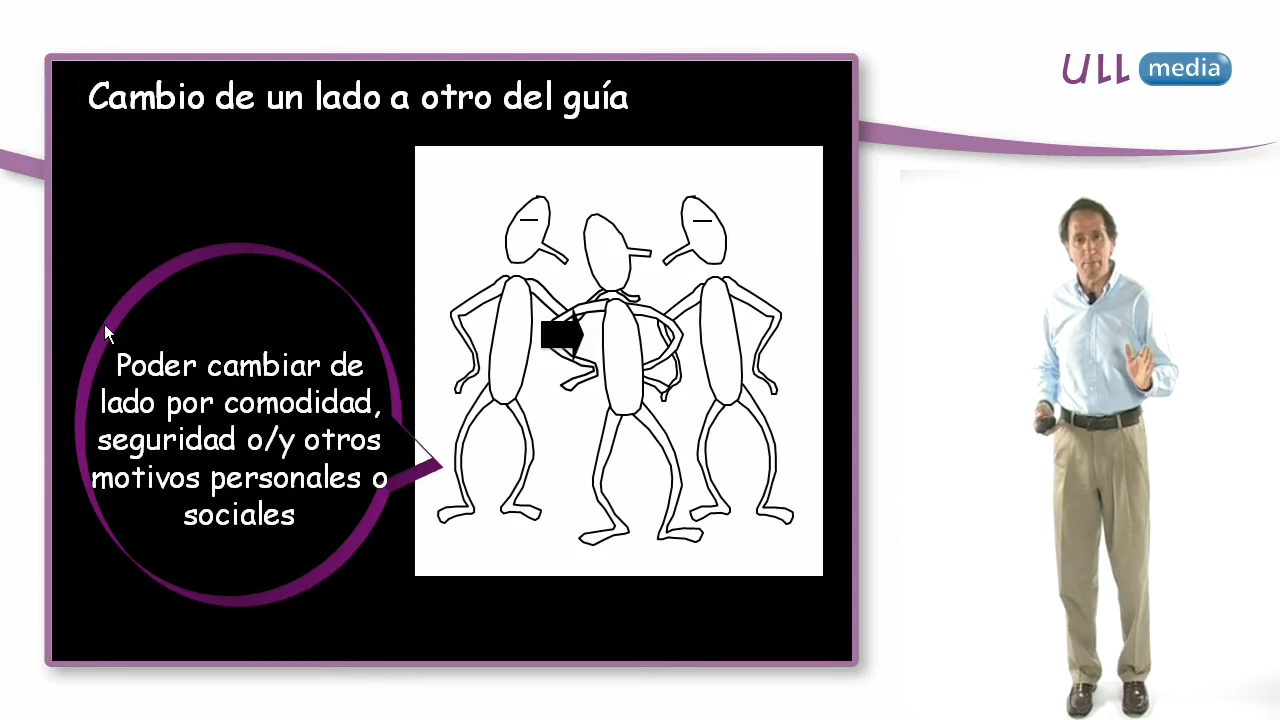 ULL media
Cambio de un lado a otro del guía
Poder cambiar de
lado por comodidad,
seguridad o/y otros
motivos personales o
sociales